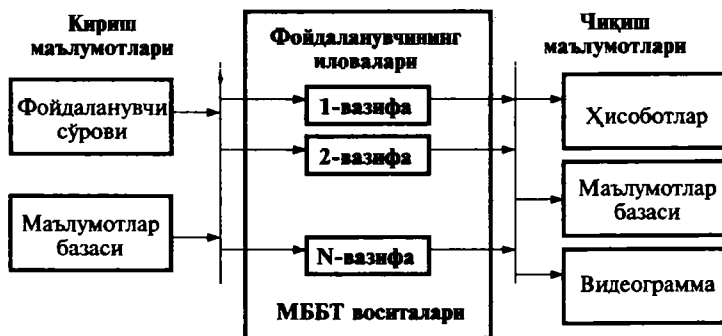 Кириш
маълумотлари
Фойдаланувчи
сўрови
Маълумотлар
базаси
Фойдаланувчининг
иловалари
1-вазифа
2-вазифа
N-вазифа
МББТ воситалари
Чиқиш
маълумотлари
Ҳисоботлар
Маълумотлар
базаси
Видеограмма